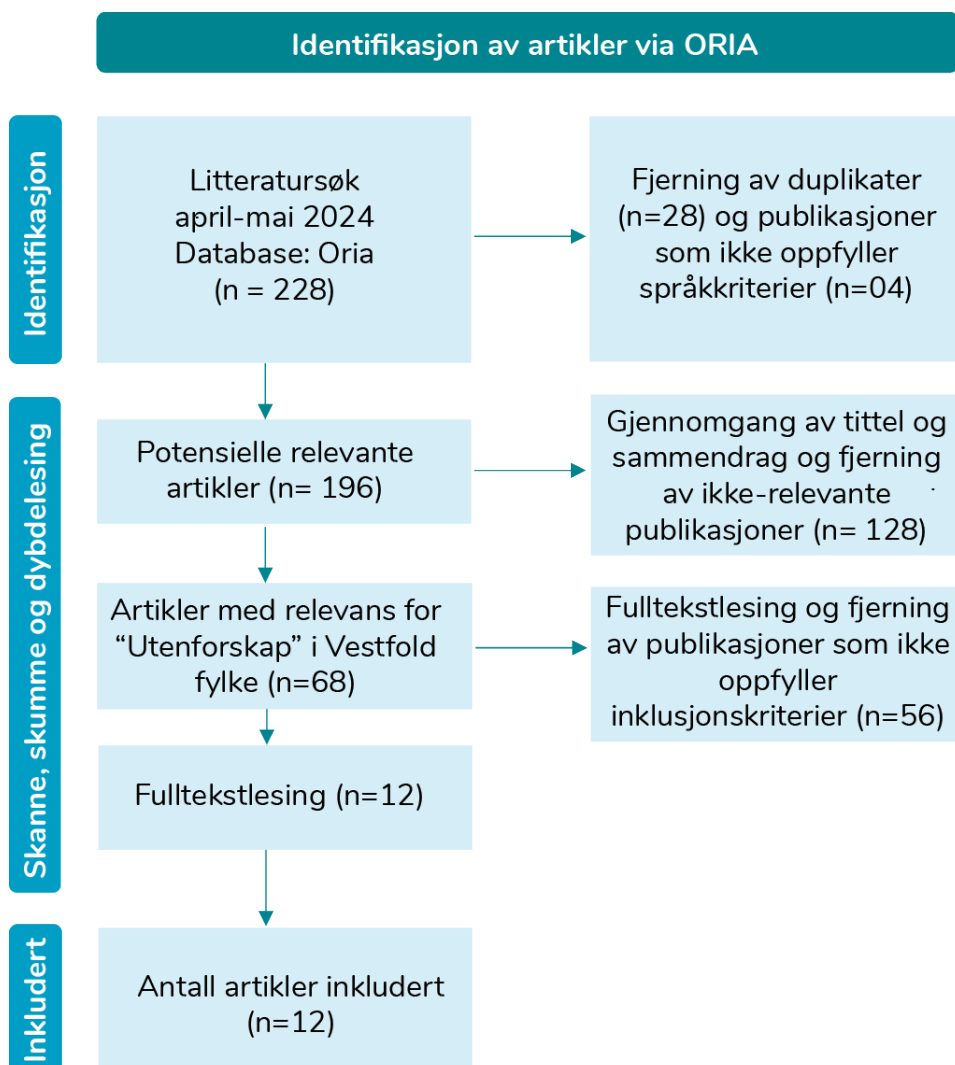 Identifikasjon av artikler via ORIA
Identifikasjon
Litteratursøk
april-mai 2024
Database: Oria
(n = 228)
Fjerning av duplikater
(n=28) og publikasjoner
som ikke oppfyller
språkkriterier (n=04)
Skanne, skumme og dybdelesing
Potensielle relevante
artikler (n= 196)
Gjennomgang av tittel og
sammendrag og fjerning
av ikke-relevante
publikasjoner (n= 128)
Artikler med relevans for
“Utenforskap” i Vestfold
fylke (n=68)
Fulltekstlesing og fjerning
av publikasjoner som ikke
oppfyller
inklusjonskriterier (n=56)
Fulltekstlesing (n=12)
Inkludert
Antall artikler inkludert
(n=12)